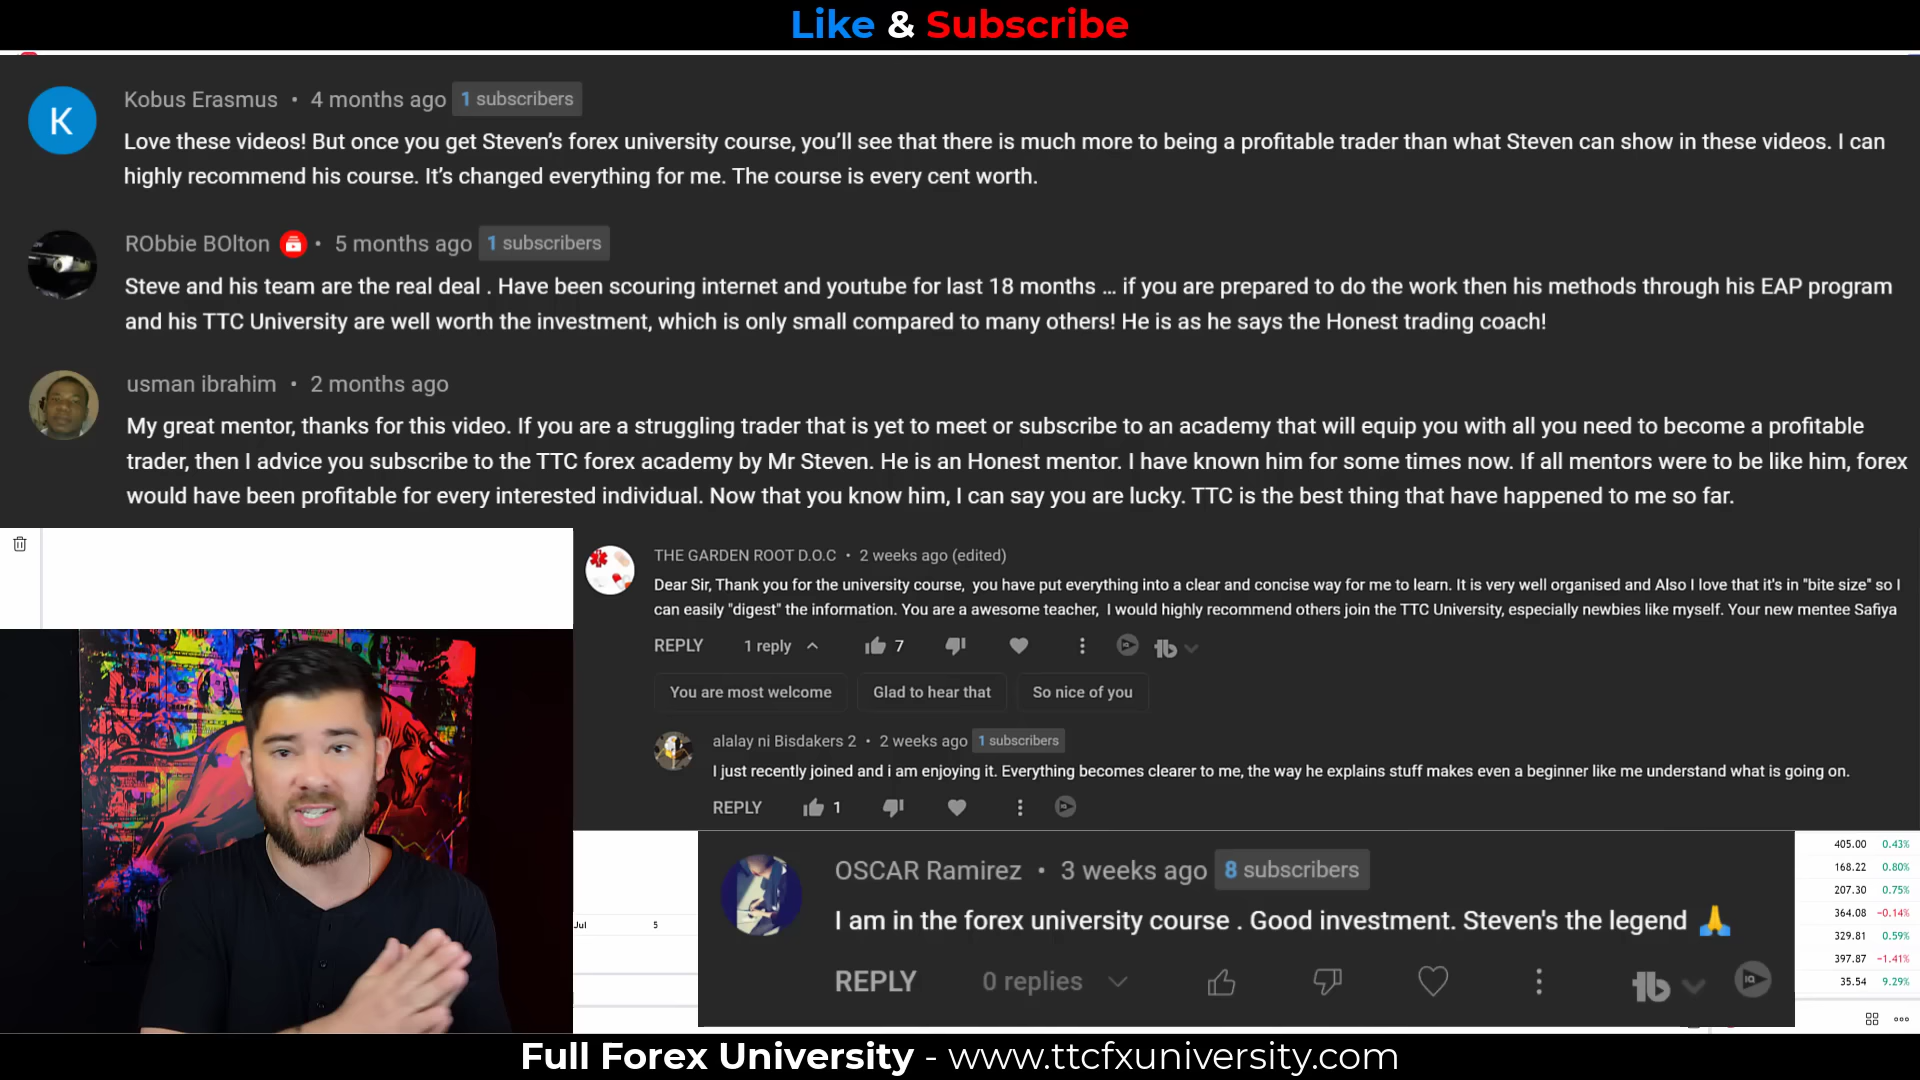 Like & Subscribe
K
Kobus Erasmus • 4 months ago 1 subscribers
Love these videos! But once you get Steven’s forex university course, you’ll see that there is much more to being a profitable trader than what Steven can show in these videos. I can
highly recommend his course. It’s changed everything for me. The course is every cent worth.
RObbie BOlton • 5 months ago 1 subscribers
Steve and his team are the real deal . Have been scouring internet and youtube for last 18 months ... if you are prepared to do the work then his methods through his EAP program
and his TTC University are well worth the investment, which is only small compared to many others! He is as he says the Honest trading coach!
usman ibrahim • 2 months ago
My great mentor, thanks for this video. If you are a struggling trader that is yet to meet or subscribe to an academy that will equip you with all you need to become a profitable
trader, then I advice you subscribe to the TTC forex academy by Mr Steven. He is an Honest mentor. I have known him for some times now. If all mentors were to be like him, forex
would have been profitable for every interested individual. Now that you know him, I can say you are lucky. TTC is the best thing that have happened to me so far.
THE GARDEN ROOT D.O.C • 2 weeks ago (edited)
Dear Sir, Thank you for the university course, you have put everything into a clear and concise way for me to learn. It is very well organised and Also I love that it's in "bite size" so I
can easily "digest" the information. You are a awesome teacher, I would highly recommend others join the TTC University, especially newbies like myself. Your new mentee Safiya
REPLY 1 reply 7
You are most welcome Glad to hear that So nice of you
alalay ni Bisdakers 2 • 2 weeks ago 1 subscribers
I just recently joined and i am enjoying it. Everything becomes clearer to me, the way he explains stuff makes even a beginner like me understand what is going on.
REPLY 1
OSCAR Ramirez • 3 weeks ago 8 subscribers
I am in the forex university course . Good investment. Steven's the legend 🙏
REPLY 0 replies
Jul 5
405.00 0.43%
168.22 0.80%
207.30 0.75%
364.08 −0.14%
329.81 0.59%
397.87 −1.41%
35.54 9.29%
Full Forex University - www.ttcfxuniversity.com